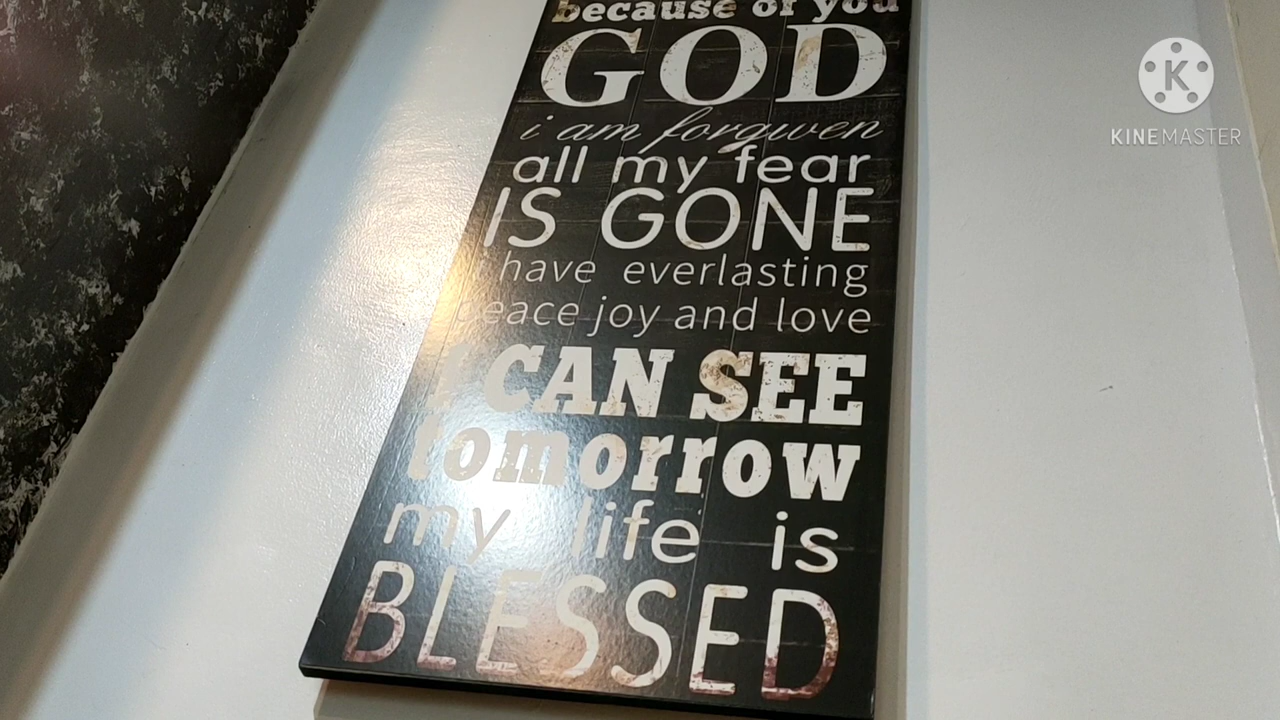 because of you
GOD
i am forgiven
all my fear
IS GONE
have everlasting
peace joy and love
I CAN SEE
tomorrow
my life is
BLESSED
K
KINEMASTER